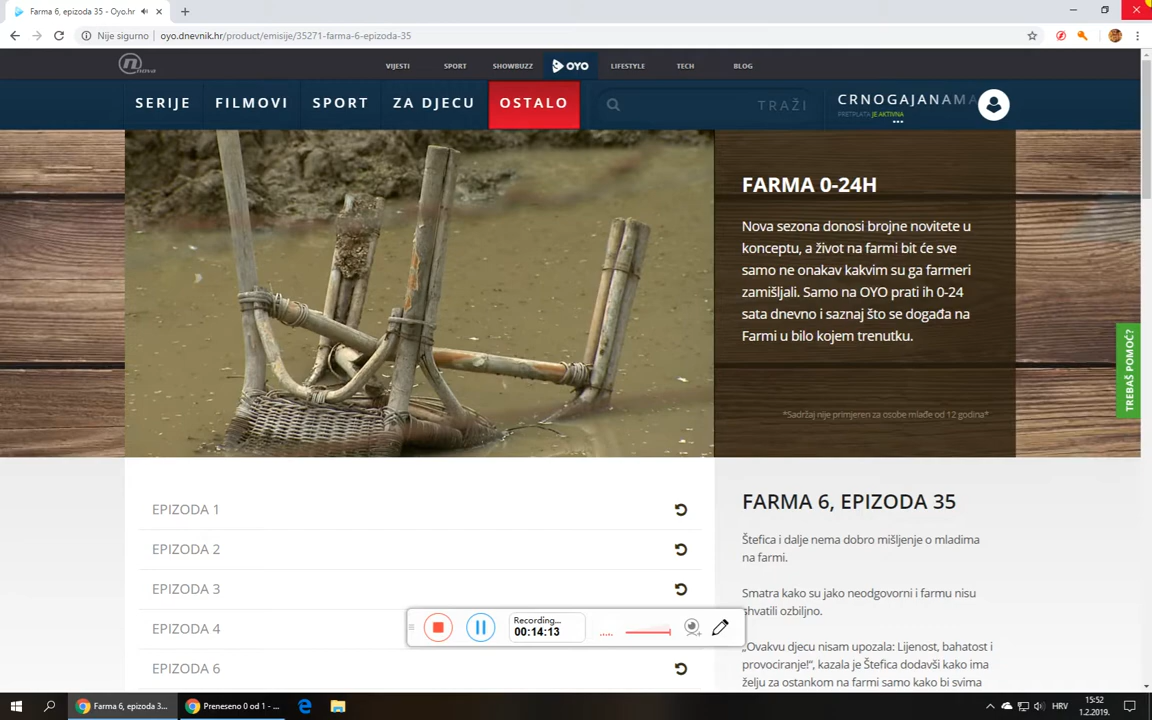 Farma 6, epizoda 35 - Oyo.hr
Nije sigurno | oyo.dnevnik.hr/product/emisije/35271-farma-6-epizoda-35
nova
VIJESTI SPORT SHOWBUZZ OYO LIFESTYLE TECH BLOG
SERIJE FILMOVI SPORT ZA DJECU OSTALO TRAŽI CRNOGAJANAMA
PRETPLATA JE AKTIVNA
FARMA 0-24H
Nova sezona donosi brojne novitete u
konceptu, a život na farmi bit će sve
samo ne onakav kakvim su ga farmeri
zamišljali. Samo na OYO prati ih 0-24
sata dnevno i saznaj što se događa na
Farmi u bilo kojem trenutku.
*Sadržaj nije primjeren za osobe mlađe od 12 godina*
TREBAŠ POMOĆ?
EPIZODA 1
EPIZODA 2
EPIZODA 3
EPIZODA 4
EPIZODA 6
FARMA 6, EPIZODA 35
Štefica i dalje nema dobro mišljenje o mladima
na farmi.
Smatra kako su jako neodgovorni i farmu nisu
shvatili ozbiljno.
„Ovakvu djecu nisam upozala: Lijenost, bahatost i
provociranje!“, kazala je Štefica dodavši kako ima
želju za ostankom na farmi samo kako bi svima
Recording...
00:14:13
Farma 6, epizoda 3...
Preneseno 0 od 1 - ...
HRV
15:52
1.2.2019.